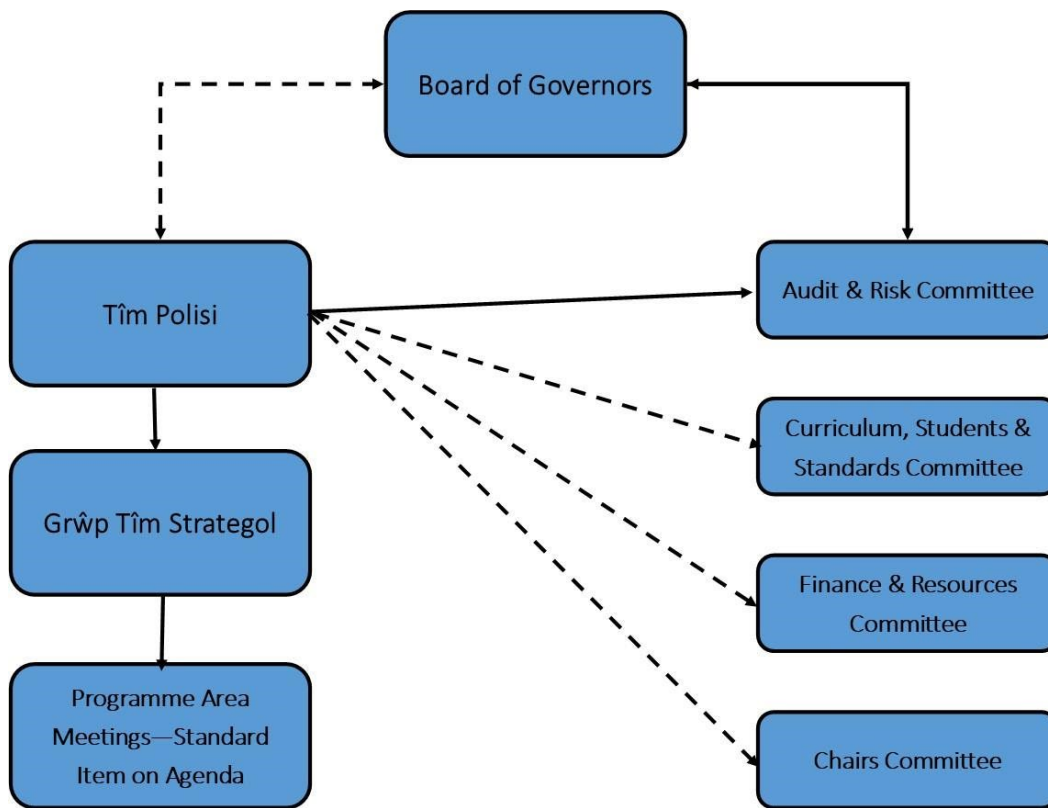 Board of Governors
Tîm Polisi
Audit & Risk Committee
Curriculum, Students &
Standards Committee
Grŵp Tîm Strategol
Finance & Resources
Committee
Programme Area
Meetings—Standard
Item on Agenda
Chairs Committee